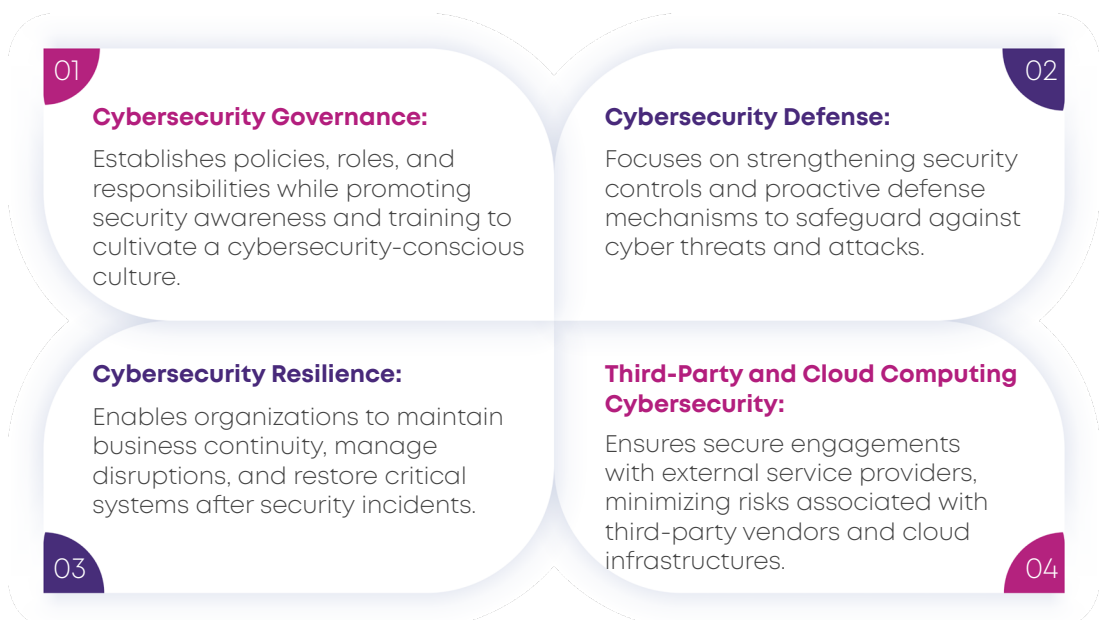 01
Cybersecurity Governance:
Establishes policies, roles, and
responsibilities while promoting
security awareness and training to
cultivate a cybersecurity-conscious
culture.
02
Cybersecurity Defense:
Focuses on strengthening security
controls and proactive defense
mechanisms to safeguard against
cyber threats and attacks.
Cybersecurity Resilience:
Enables organizations to maintain
business continuity, manage
disruptions, and restore critical
systems after security incidents.
03
Third-Party and Cloud Computing
Cybersecurity:
Ensures secure engagements
with external service providers,
minimizing risks associated with
third-party vendors and cloud
infrastructures.
04